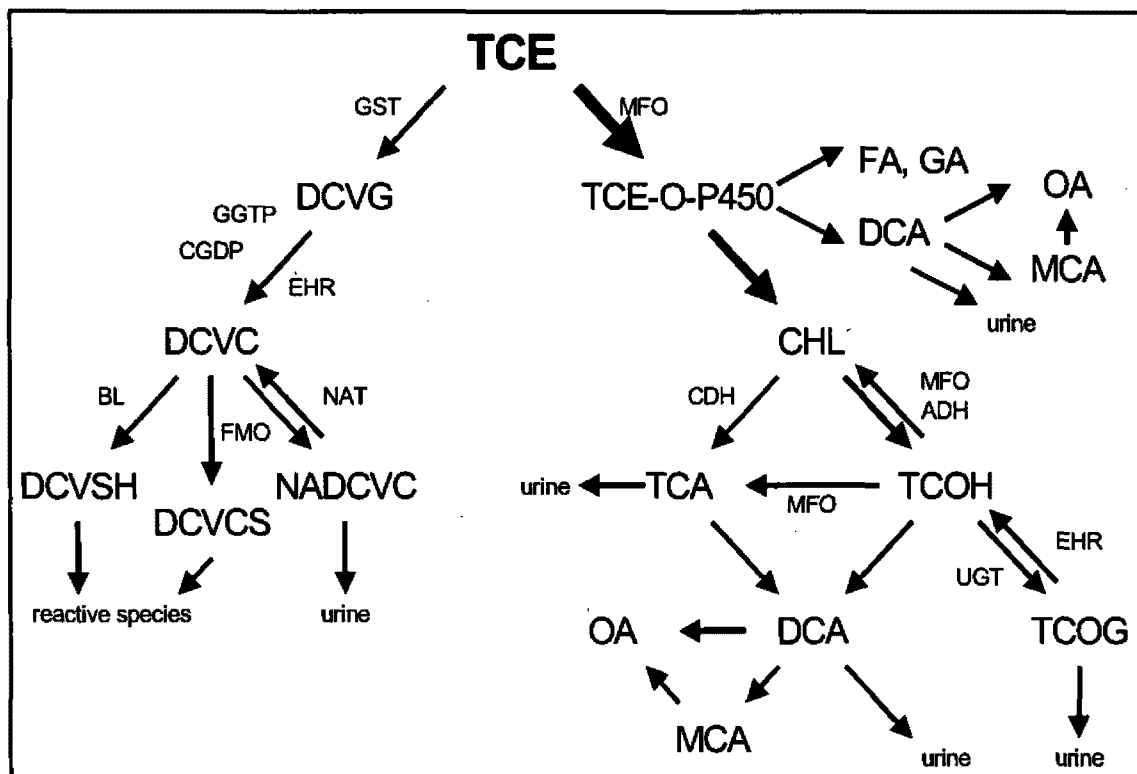 TCE
GST
MFO
DCVG
TCE-O-P450
FA, GA
OA
GGTP
CGDP
DCA
MCA
EHR
urine
DCVC
CHL
BL
FMO
NAT
CDH
MFO
ADH
DCVSH
DCVCS
NADCVC
urine
TCA
MFO
TCOH
UGT
EHR
reactive species
urine
OA
DCA
TCOG
MCA
urine
urine